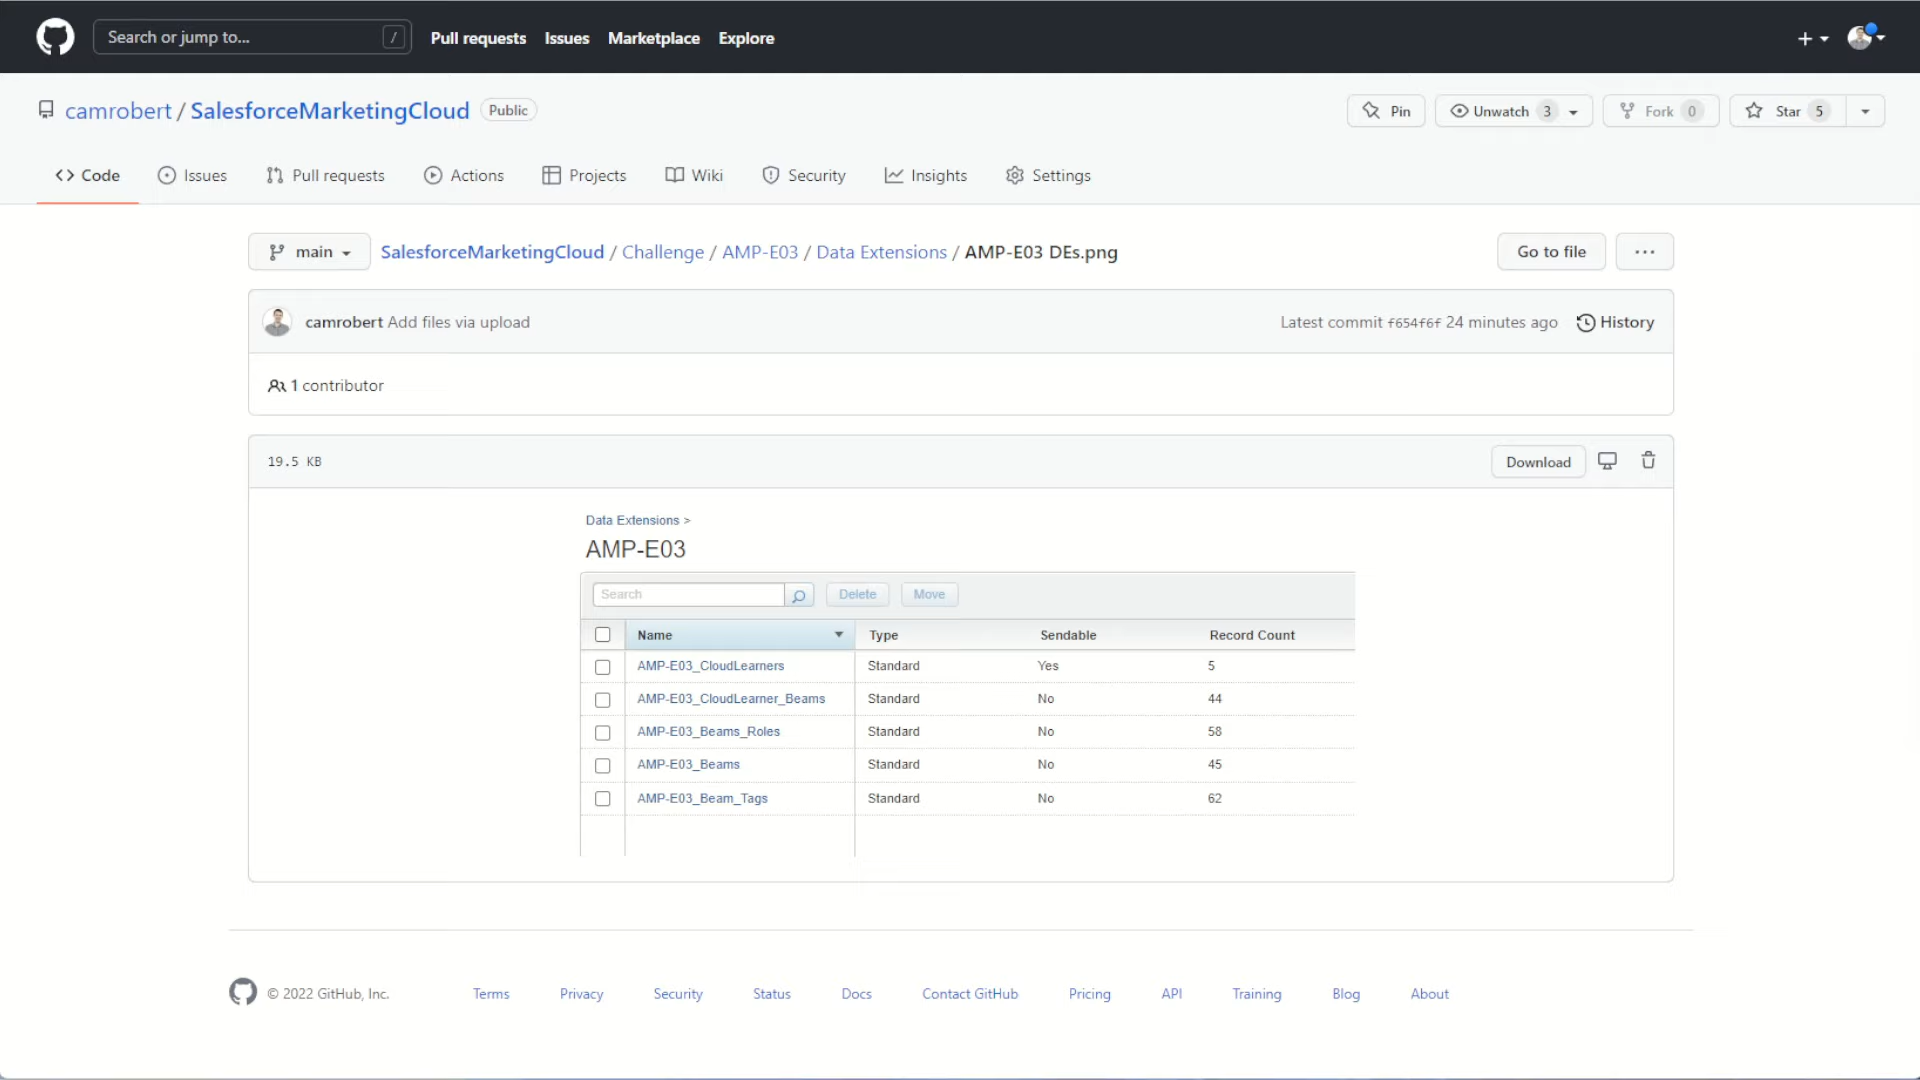 Search or jump to... /
Pull requests Issues Marketplace Explore
camrobert / SalesforceMarketingCloud Public
Pin
Unwatch 3
Fork 0
Star 5
Code
Issues
Pull requests
Actions
Projects
Wiki
Security
Insights
Settings
main
SalesforceMarketingCloud / Challenge / AMP-E03 / Data Extensions / AMP-E03 DEs.png
Go to file
...
camrobert Add files via upload
Latest commit f654f6f 24 minutes ago
History
1 contributor
19.5 KB
Download
Data Extensions >
AMP-E03
Search Delete Move
Name Type Sendable Record Count
AMP-E03_CloudLearners Standard Yes 5
AMP-E03_CloudLearner_Beams Standard No 44
AMP-E03_Beams_Roles Standard No 58
AMP-E03_Beams Standard No 45
AMP-E03_Beam_Tags Standard No 62
© 2022 GitHub, Inc. Terms Privacy Security Status Docs Contact GitHub Pricing API Training Blog About